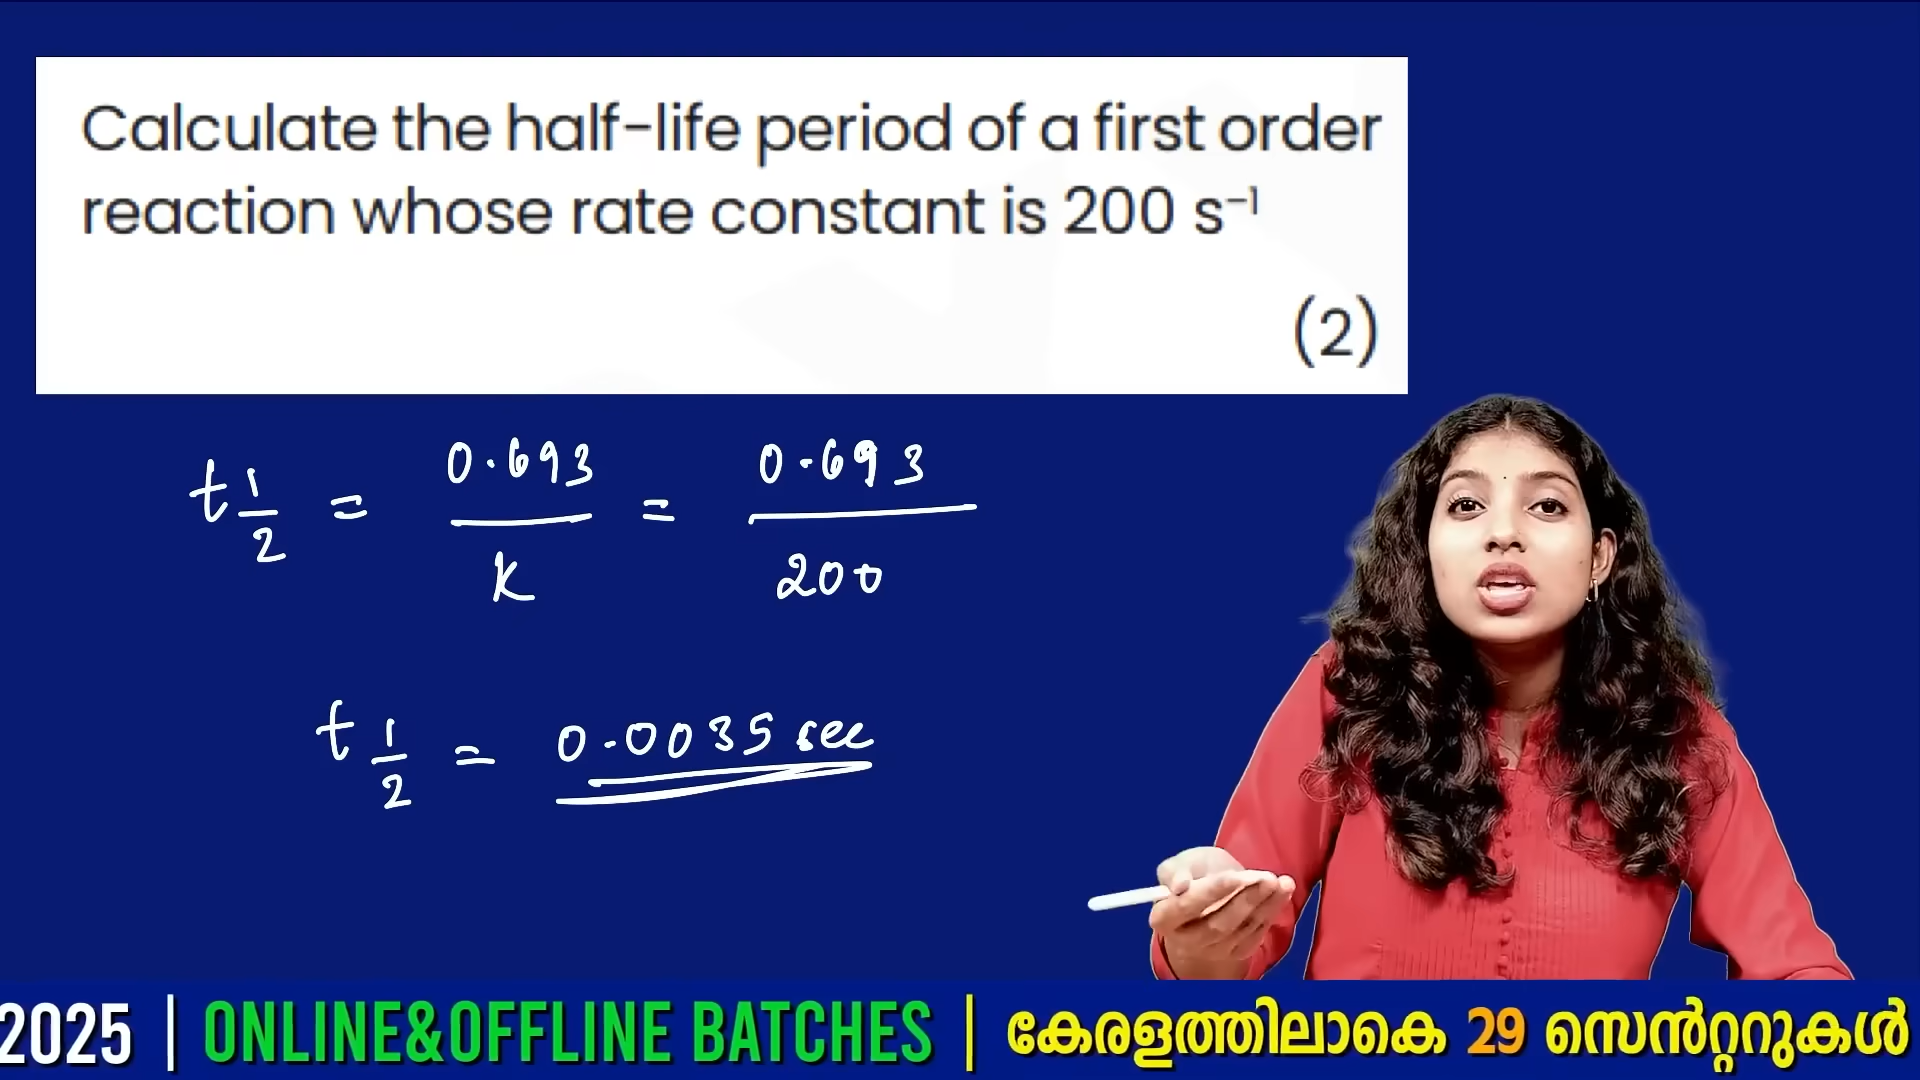 Calculate the half-life period of a first order
reaction whose rate constant is 200 s⁻¹
(2)
t 1/2 = 0.693/k = 0.693/200
t 1/2 = 0.0035 sec
2025 | ONLINE&OFFLINE BATCHES | കേരളത്തിലാകെ 29 സെൻററുകൾ